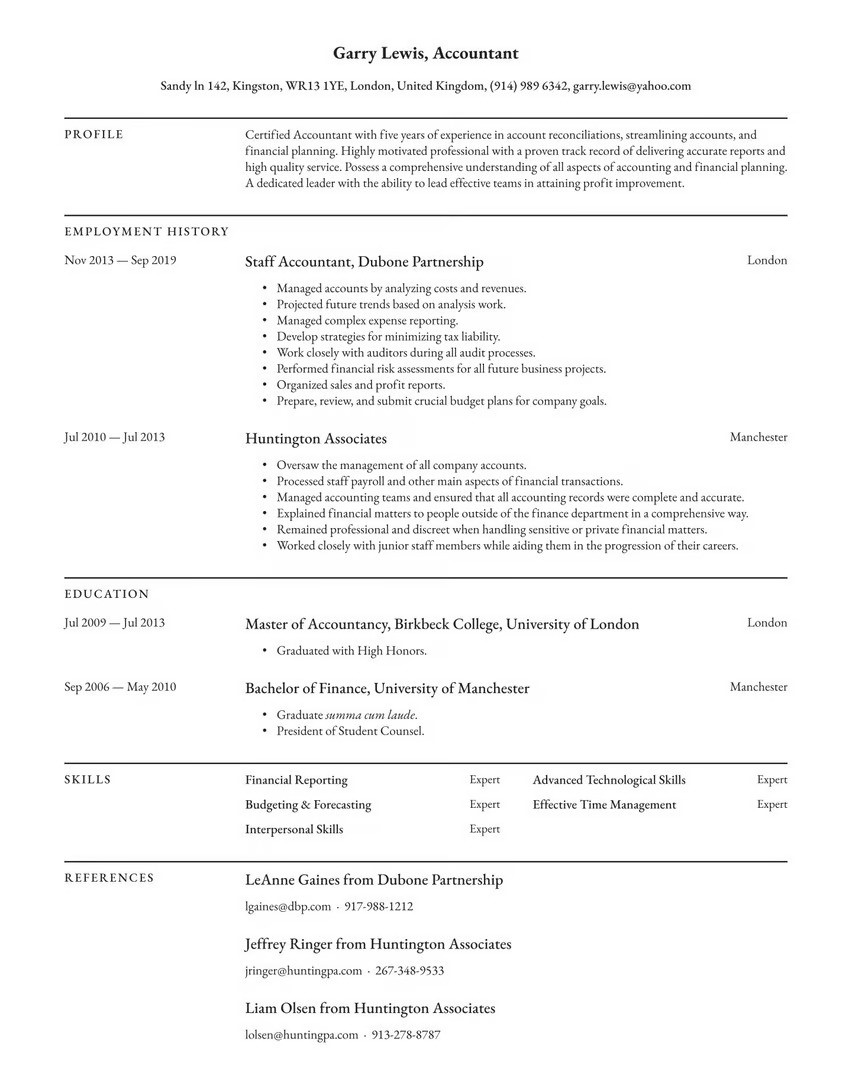 Garry Lewis, Accountant
Sandy ln 142, Kingston, WR13 1YE, London, United Kingdom, (914) 989 6342, garry.lewis@yahoo.com
PROFILE
Certified Accountant with five years of experience in account reconciliations, streamlining accounts, and
financial planning. Highly motivated professional with a proven track record of delivering accurate reports and
high quality service. Possess a comprehensive understanding of all aspects of accounting and financial planning.
A dedicated leader with the ability to lead effective teams in attaining profit improvement.
EMPLOYMENT HISTORY
Nov 2013 — Sep 2019 Staff Accountant, Dubone Partnership London
• Managed accounts by analyzing costs and revenues.
• Projected future trends based on analysis work.
• Managed complex expense reporting.
• Develop strategies for minimizing tax liability.
• Work closely with auditors during all audit processes.
• Performed financial risk assessments for all future business projects.
• Organized sales and profit reports.
• Prepare, review, and submit crucial budget plans for company goals.
Jul 2010 — Jul 2013 Huntington Associates Manchester
• Oversaw the management of all company accounts.
• Processed staff payroll and other main aspects of financial transactions.
• Managed accounting teams and ensured that all accounting records were complete and accurate.
• Explained financial matters to people outside of the finance department in a comprehensive way.
• Remained professional and discreet when handling sensitive or private financial matters.
• Worked closely with junior staff members while aiding them in the progression of their careers.
EDUCATION
Jul 2009 — Jul 2013 Master of Accountancy, Birkbeck College, University of London London
• Graduated with High Honors.
Sep 2006 — May 2010 Bachelor of Finance, University of Manchester Manchester
• Graduate summa cum laude.
• President of Student Counsel.
SKILLS
Financial Reporting Expert Advanced Technological Skills Expert
Budgeting & Forecasting Expert Effective Time Management Expert
Interpersonal Skills Expert
REFERENCES
LeAnne Gaines from Dubone Partnership
lgaines@dbp.com · 917-988-1212
Jeffrey Ringer from Huntington Associates
jringer@huntingpa.com · 267-348-9533
Liam Olsen from Huntington Associates
lolsen@huntingpa.com · 913-278-8787